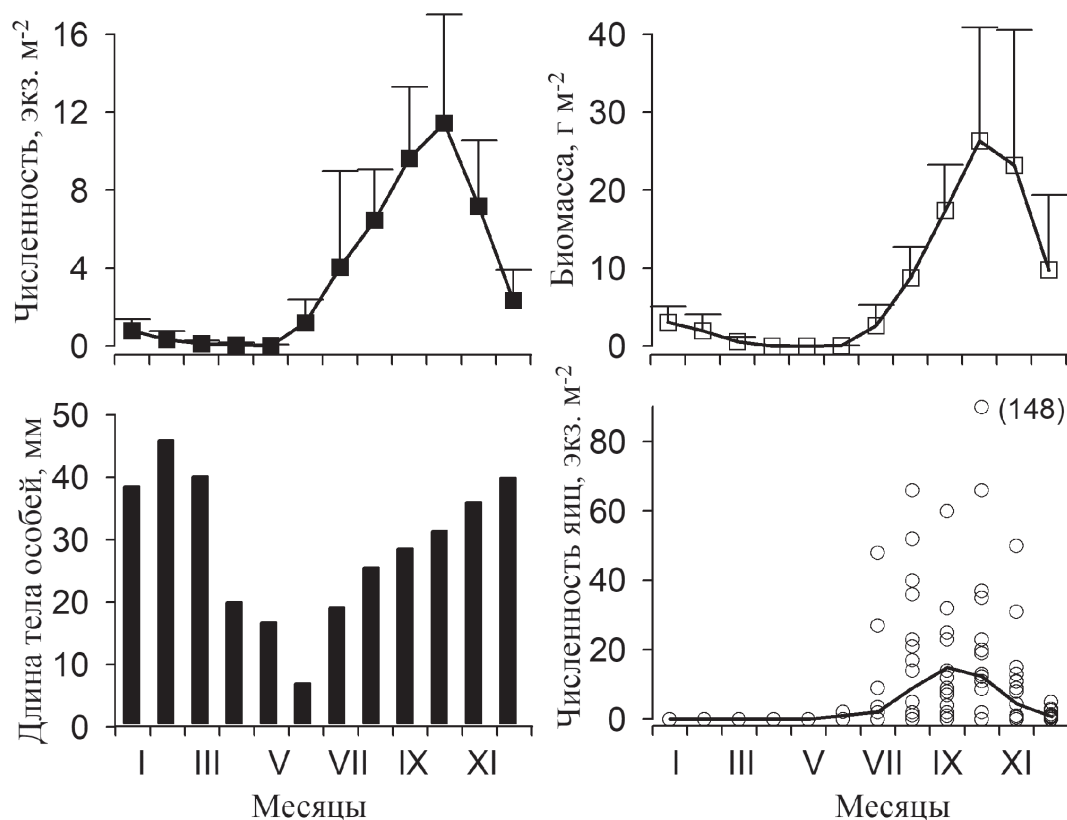 Численность, экз. м-2
16
12
8
4
0
Биомасса, г м-2
40
30
20
10
0
Длина тела особей, мм
50
40
30
20
10
0
I III V VII IX XI
Месяцы
Численность яиц, экз. м-2
80
60
40
20
0
(148)
I III V VII IX XI
Месяцы